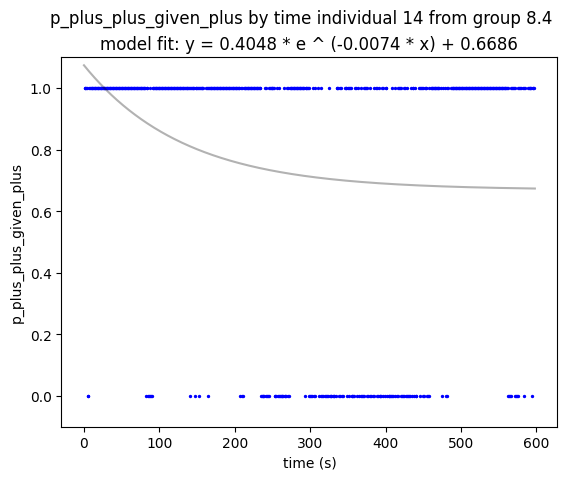 p_plus_plus_given_plus by time individual 14 from group 8.4
model fit: y = 0.4048 * e ^ (-0.0074 * x) + 0.6686
1.0
0.8
0.6
0.4
0.2
0.0
p_plus_plus_given_plus
0 100 200 300 400 500 600
time (s)